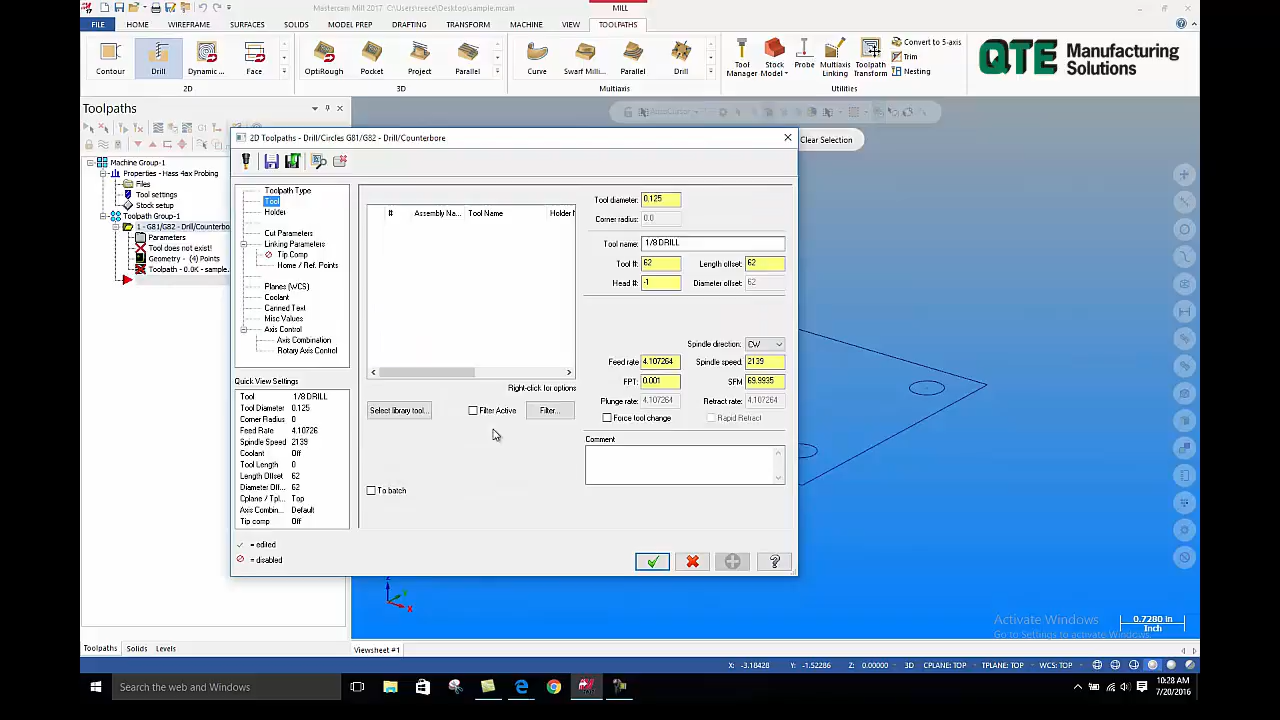 Mastercam Mill 2017 C:\Users\reece\Desktop\sample.mcam
MILL
FILE HOME WIREFRAME SURFACES SOLIDS MODEL PREP DRAFTING TRANSFORM MACHINE VIEW TOOLPATHS
Contour Drill Dynamic ... Face OptiRough Pocket Project Parallel Curve Swarf Milli... Parallel Drill
Tool Manager Stock Model Probe Multiaxis Linking Toolpath Transform
Convert to 5-axis
Trim
Nesting
2D 3D Multiaxis Utilities
QTE Manufacturing Solutions
Toolpaths
AutoCursor
Clear Selection
Machine Group-1
Properties - Hass 4ax Probing
Files
Tool settings
Stock setup
Toolpath Group-1
1 - G81/G82 - Drill/Counterbo
Parameters
Tool does not exist!
Geometry - (4) Points
Toolpath - 0.0K - sample.
2D Toolpaths - Drill/Circles G81/G82 - Drill/Counterbore
Toolpath Type
Tool
Holder
Cut Parameters
Linking Parameters
Tip Comp
Home / Ref. Points
Planes (WCS)
Coolant
Canned Text
Misc Values
Axis Control
Axis Combination
Rotary Axis Control
Quick View Settings
Tool 1/8 DRILL
Tool Diameter 0.125
Corner Radius 0
Feed Rate 4.10726
Spindle Speed 2139
Coolant Off
Tool Length 0
Length Offset 62
Diameter Off... 62
Cplane / Tpl... Top
Axis Combin... Default
Tip comp Off
= edited
= disabled
# Assembly Na... Tool Name Holder N
Right-click for options
Select library tool... Filter Active Filter...
To batch
Tool diameter: 0.125
Corner radius: 0.0
Tool name: 1/8 DRILL
Tool #: 62 Length offset: 62
Head #: -1 Diameter offset: 62
Spindle direction: CW
Feed rate: 4.107264 Spindle speed: 2139
FPT: 0.001 SFM 69.9935
Plunge rate: 4.107264 Retract rate: 4.107264
Force tool change Rapid Retract
Comment
Z
Y
X
Activate Windows
Go to Settings to activate Windows.
0.7280 in
Inch
Toolpaths Solids Levels
Viewsheet #1
X: -3.18428 Y: -1.52286 Z: 0.00000 3D CPLANE: TOP TPLANE: TOP WCS: TOP
Search the web and Windows
10:28 AM
7/20/2016